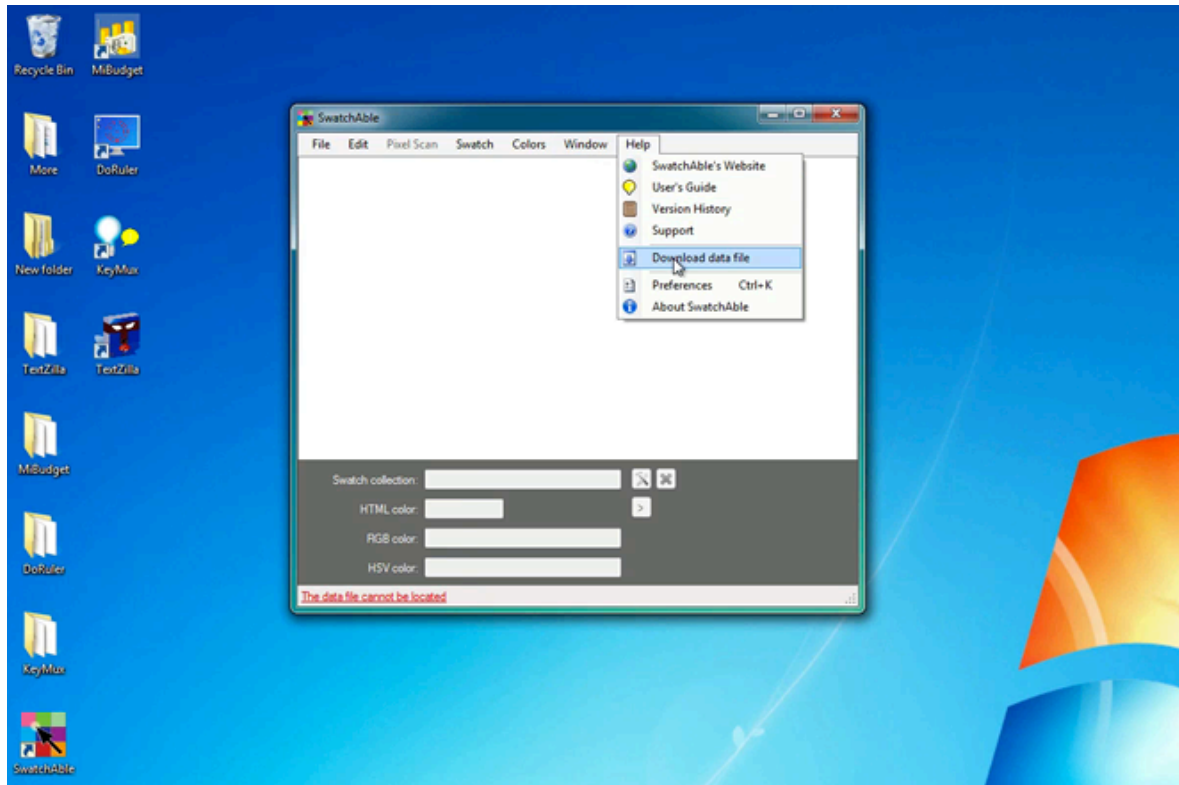 Recycle Bin
MiBudget
More
DoRuler
New folder
KeyMux
TextZilla
TextZilla
MiBudget
DoRuler
KeyMux
SwatchAble
SwatchAble
File Edit Pixel Scan Swatch Colors Window Help
SwatchAble's Website
User's Guide
Version History
Support
Download data file
Preferences Ctrl+K
About SwatchAble
Swatch collection:
HTML color:
>
RGB color:
HSV color:
The data file cannot be located